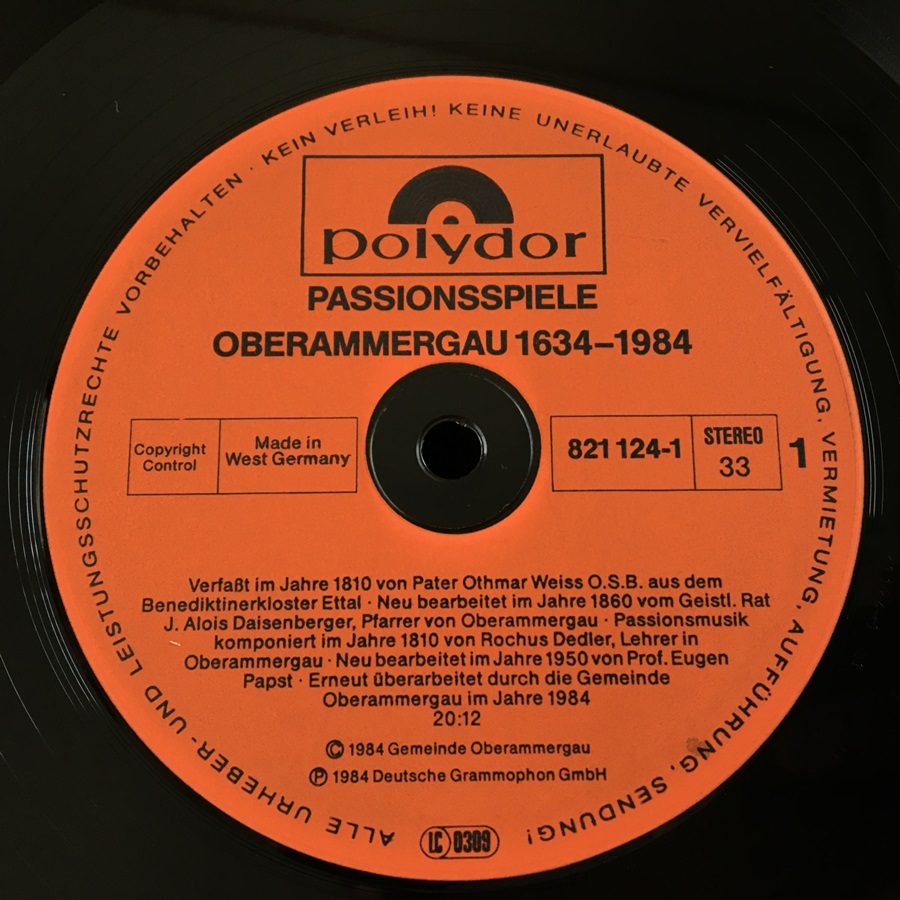 ALLE URHEBER- UND LEISTUNGSSCHUTZRECHTE VORBEHALTEN · KEIN VERLEIH! KEINE UNERLAUBTE VERVIELFÄLTIGUNG, VERMIETUNG, AUFFÜHRUNG, SENDUNG!
polydor
PASSIONSSPIELE
OBERAMMERGAU 1634–1984
Copyright
Control
Made in
West Germany
821 124-1
STEREO
33
1
Verfaßt im Jahre 1810 von Pater Othmar Weiss O.S.B. aus dem
Benediktinerkloster Ettal · Neu bearbeitet im Jahre 1860 vom Geistl. Rat
J. Alois Daisenberger, Pfarrer von Oberammergau · Passionsmusik
komponiert im Jahre 1810 von Rochus Dedler, Lehrer in
Oberammergau · Neu bearbeitet im Jahre 1950 von Prof. Eugen
Papst · Erneut überarbeitet durch die Gemeinde
Oberammergau im Jahre 1984
20:12
© 1984 Gemeinde Oberammergau
℗ 1984 Deutsche Grammophon GmbH
LC 0309